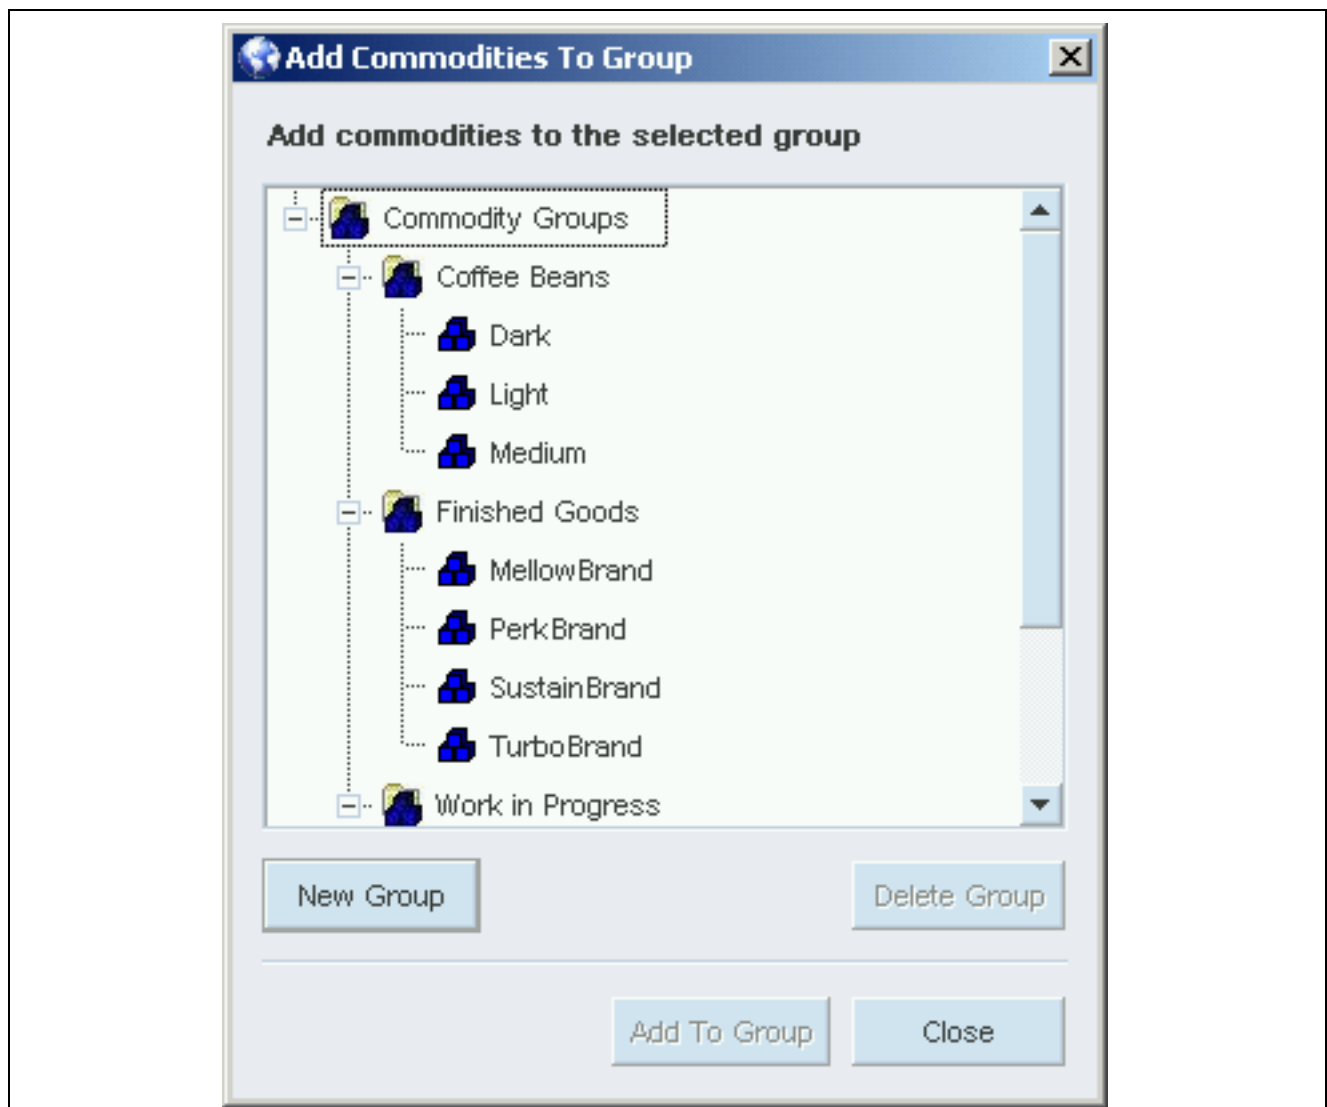 Add Commodities To Group
Add commodities to the selected group
Commodity Groups
Coffee Beans
Dark
Light
Medium
Finished Goods
MellowBrand
PerkBrand
SustainBrand
TurboBrand
Work in Progress
New Group
Delete Group
Add To Group
Close